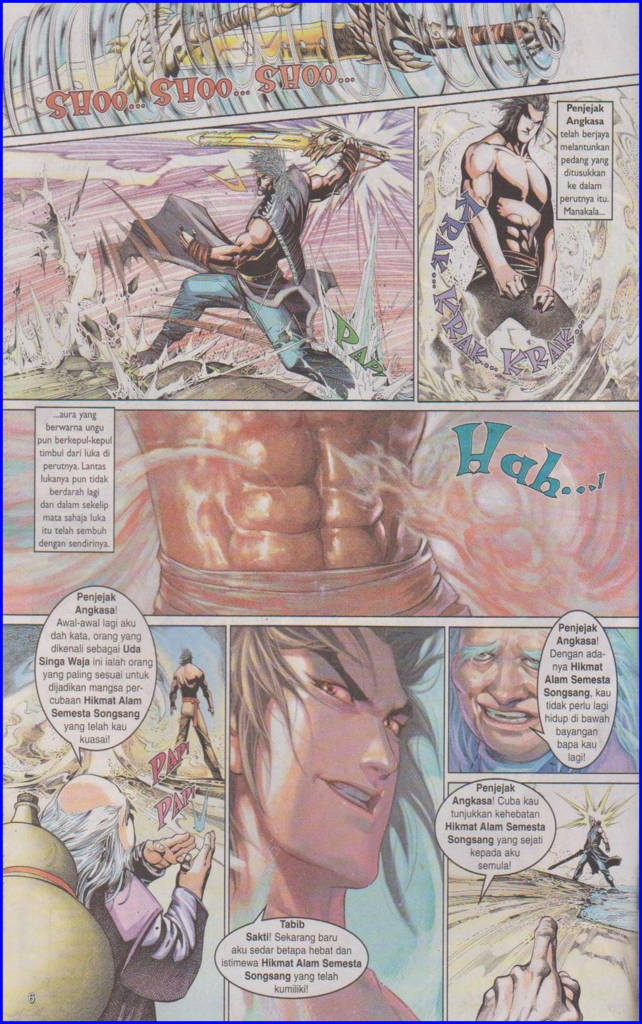 SHOO... SHOO... SHOO...
Penjejak
Angkasa
telah berjaya
melantunkan
pedang yang
ditusukkan
ke dalam
perutnya itu.
Manakala...
KRAK... KRAK... KRAK...
PAP!
...aura yang
berwarna ungu
pun berkepul-kepul
timbul dari luka di
perutnya. Lantas
lukanya pun tidak
berdarah lagi
dan dalam sekelip
mata sahaja luka
itu telah sembuh
dengan sendirinya.
Hah...!
Penjejak
Angkasa!
Awal-awal lagi aku
dah kata, orang yang
dikenali sebagai Uda
Singa Waja ini ialah orang
yang paling sesuai untuk
dijadikan mangsa per-
cubaan Hikmat Alam
Semesta Songsang
yang telah kau
kuasai!
PAP!
PAP!
Tabib
Sakti! Sekarang baru
aku sedar betapa hebat dan
istimewa Hikmat Alam Semesta
Songsang yang telah
kumiliki!
Penjejak
Angkasa!
Dengan ada-
nya Hikmat
Alam Semesta
Songsang, kau
tidak perlu lagi
hidup di bawah
bayangan
bapa kau
lagi!
Penjejak
Angkasa! Cuba kau
tunjukkan kehebatan
Hikmat Alam Semesta
Songsang yang sejati
kepada aku
semula!
6